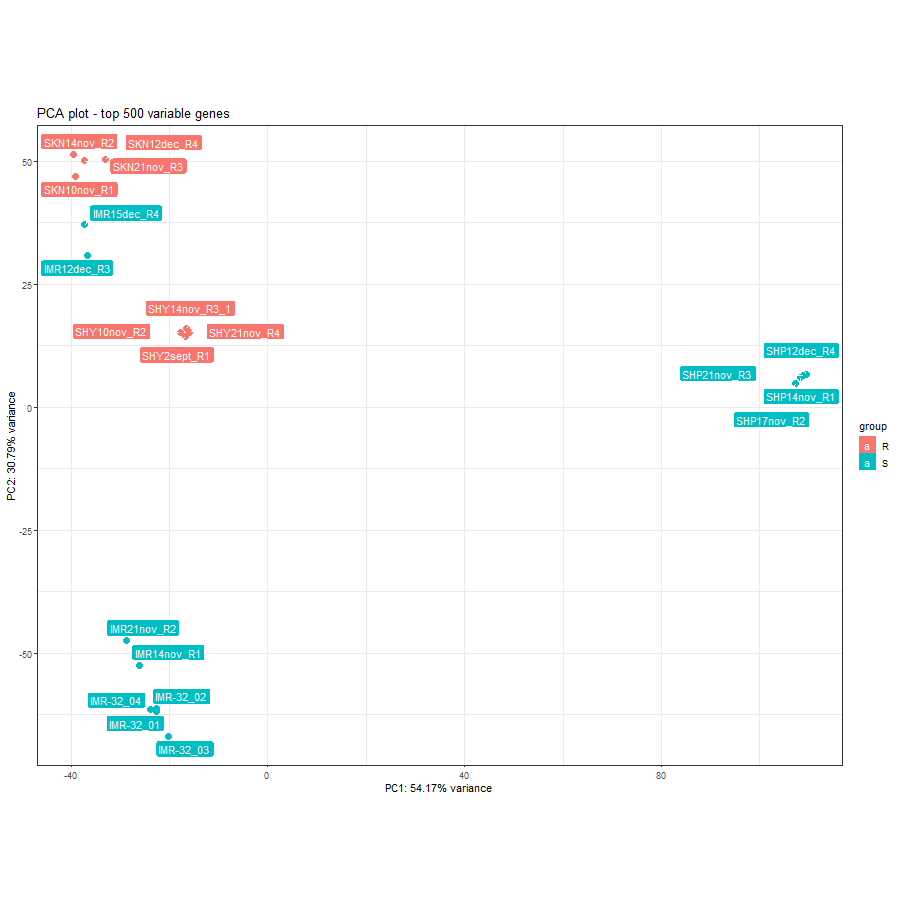 PCA plot - top 500 variable genes
SKN14nov_R2
SKN12dec_R4
SKN21nov_R3
SKN10nov_R1
IMR15dec_R4
IMR12dec_R3
SHY14nov_R3_1
SHY10nov_R2
SHY21nov_R4
SHY2sept_R1
SHP12dec_R4
SHP21nov_R3
SHP14nov_R1
SHP17nov_R2
IMR21nov_R2
IMR14nov_R1
IMR-32_04
IMR-32_02
IMR-32_01
IMR-32_03
50
25
0
-25
-50
PC2: 30.79% variance
-40
0
40
80
PC1: 54.17% variance
group
a R
a S